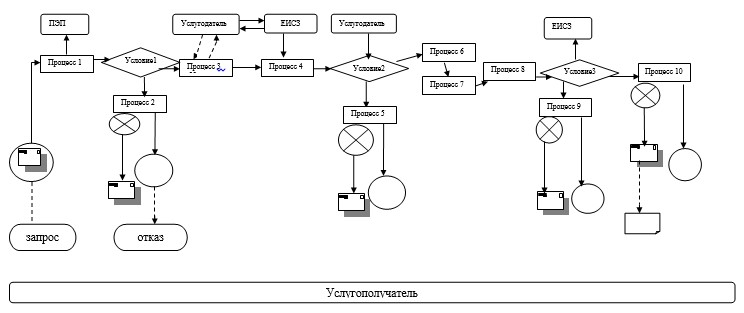 ПЭП
Услугодатель
ЕИСЗ
Услугодатель
ЕИСЗ
Процесс 1
Условие1
Процесс 3
Процесс 4
Условие2
Процесс 6
Процесс 7
Процесс 8
Условие3
Процесс 10
Процесс 2
Процесс 5
Процесс 9
запрос
отказ
Услугополучатель